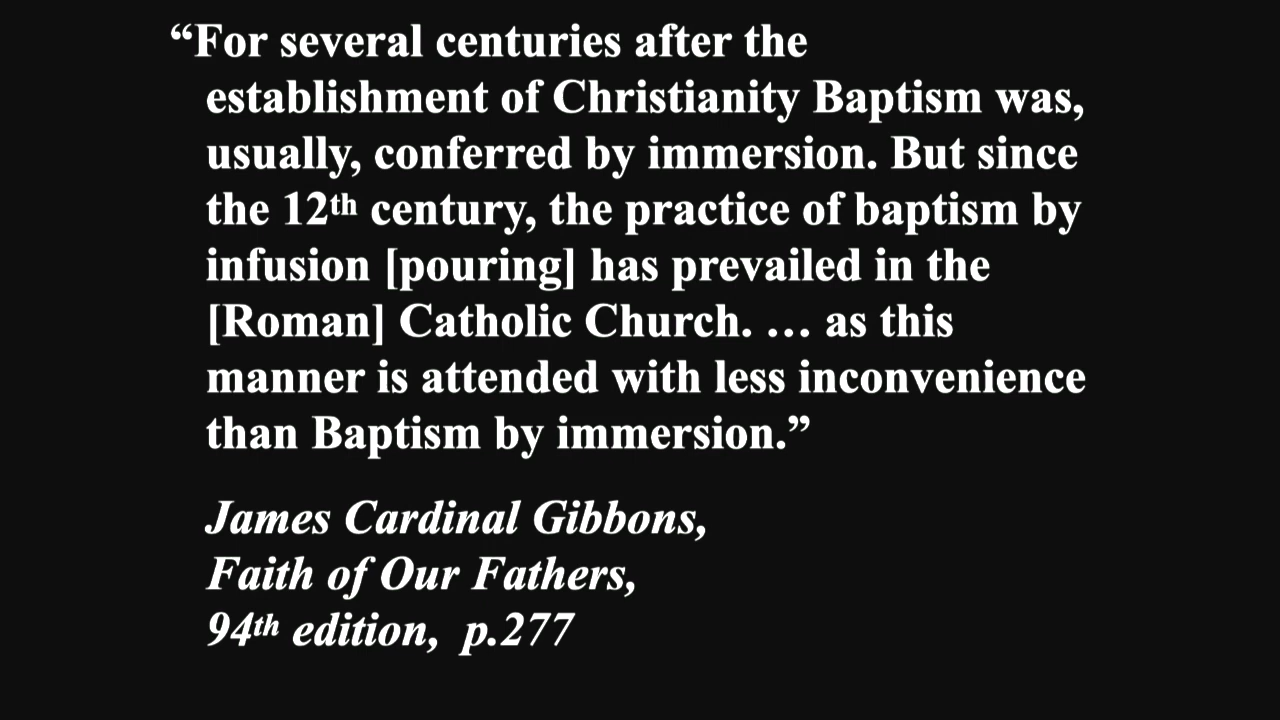 “For several centuries after the
establishment of Christianity Baptism was,
usually, conferred by immersion. But since
the 12th century, the practice of baptism by
infusion [pouring] has prevailed in the
[Roman] Catholic Church. … as this
manner is attended with less inconvenience
than Baptism by immersion.”
James Cardinal Gibbons,
Faith of Our Fathers,
94th edition, p.277